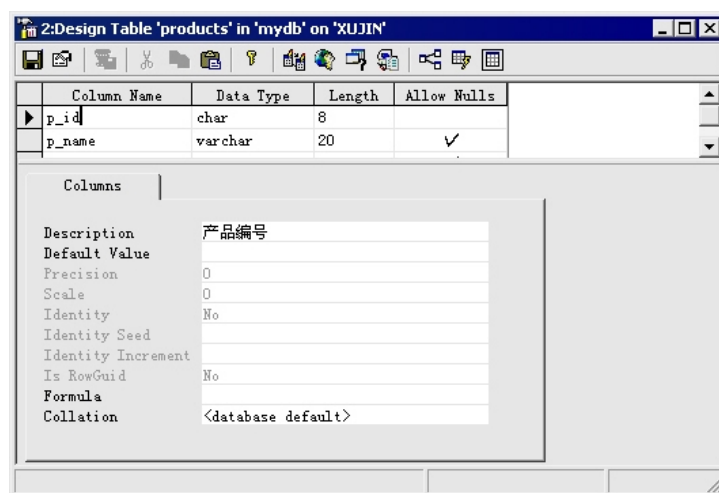 2:Design Table 'products' in 'mydb' on 'XUJIN'
Column Name Data Type Length Allow Nulls
p_id char 8
p_name varchar 20
Columns
Description 产品编号
Default Value
Precision 0
Scale 0
Identity No
Identity Seed
Identity Increment
Is RowGuid No
Formula
Collation <database default>